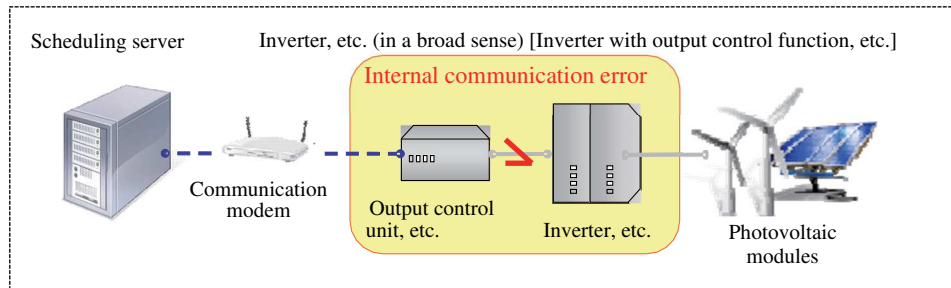 Scheduling server
Inverter, etc. (in a broad sense) [Inverter with output control function, etc.]
Internal communication error
Communication
modem
Output control
unit, etc.
Inverter, etc.
Photovoltaic
modules